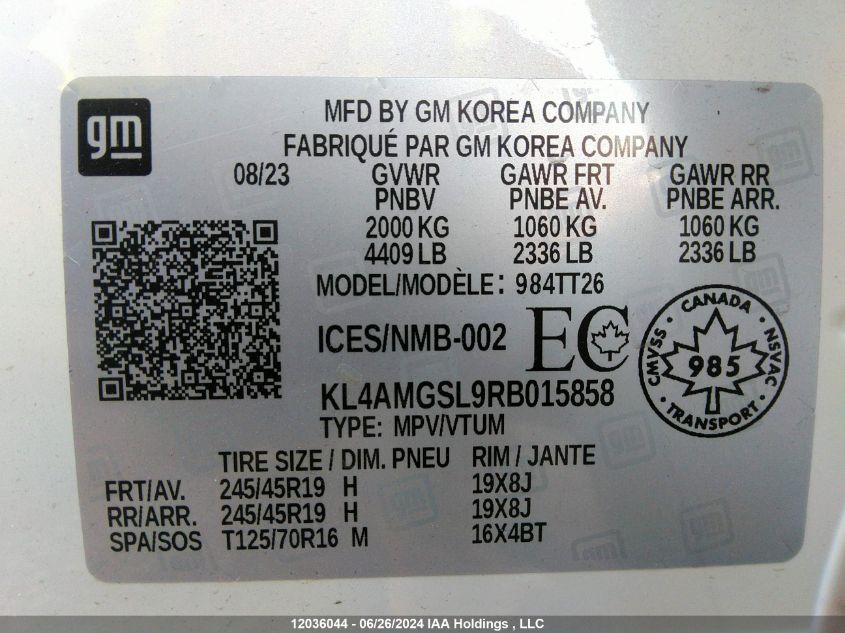 gm
MFD BY GM KOREA COMPANY
FABRIQUÉ PAR GM KOREA COMPANY
08/23 GVWR GAWR FRT GAWR RR
PNBV PNBE AV. PNBE ARR.
2000 KG 1060 KG 1060 KG
4409 LB 2336 LB 2336 LB
MODEL/MODÈLE: 984TT26
ICES/NMB-002 EC
CANADA
CMVSS 985 NSVAC
TRANSPORT
KL4AMGSL9RB015858
TYPE: MPV/VTUM
TIRE SIZE / DIM. PNEU RIM / JANTE
FRT/AV. 245/45R19 H 19X8J
RR/ARR. 245/45R19 H 19X8J
SPA/SOS T125/70R16 M 16X4BT
12036044 - 06/26/2024 IAA Holdings , LLC